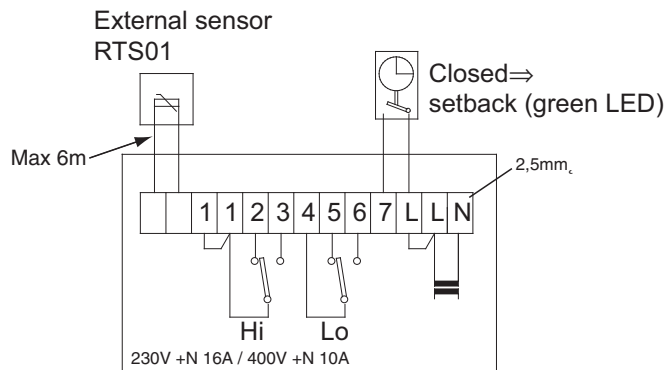 External sensor
RTS01
Closed⇒
setback (green LED)
Max 6m
2,5mm
1 1 2 3 4 5 6 7 L L N
Hi Lo
230V +N 16A / 400V +N 10A